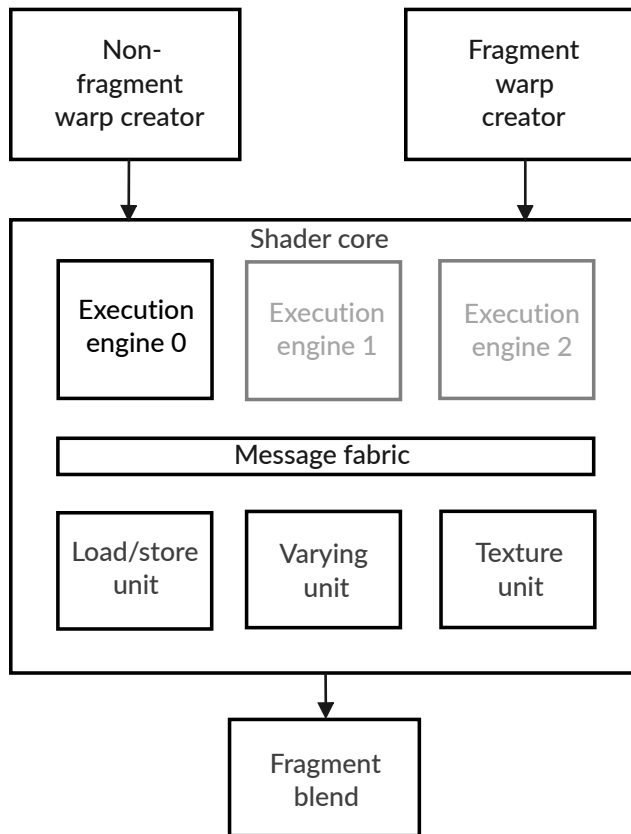 Non-
fragment
warp creator
Fragment
warp
creator
Shader core
Execution
engine 0
Execution
engine 1
Execution
engine 2
Message fabric
Load/store
unit
Varying
unit
Texture
unit
Fragment
blend